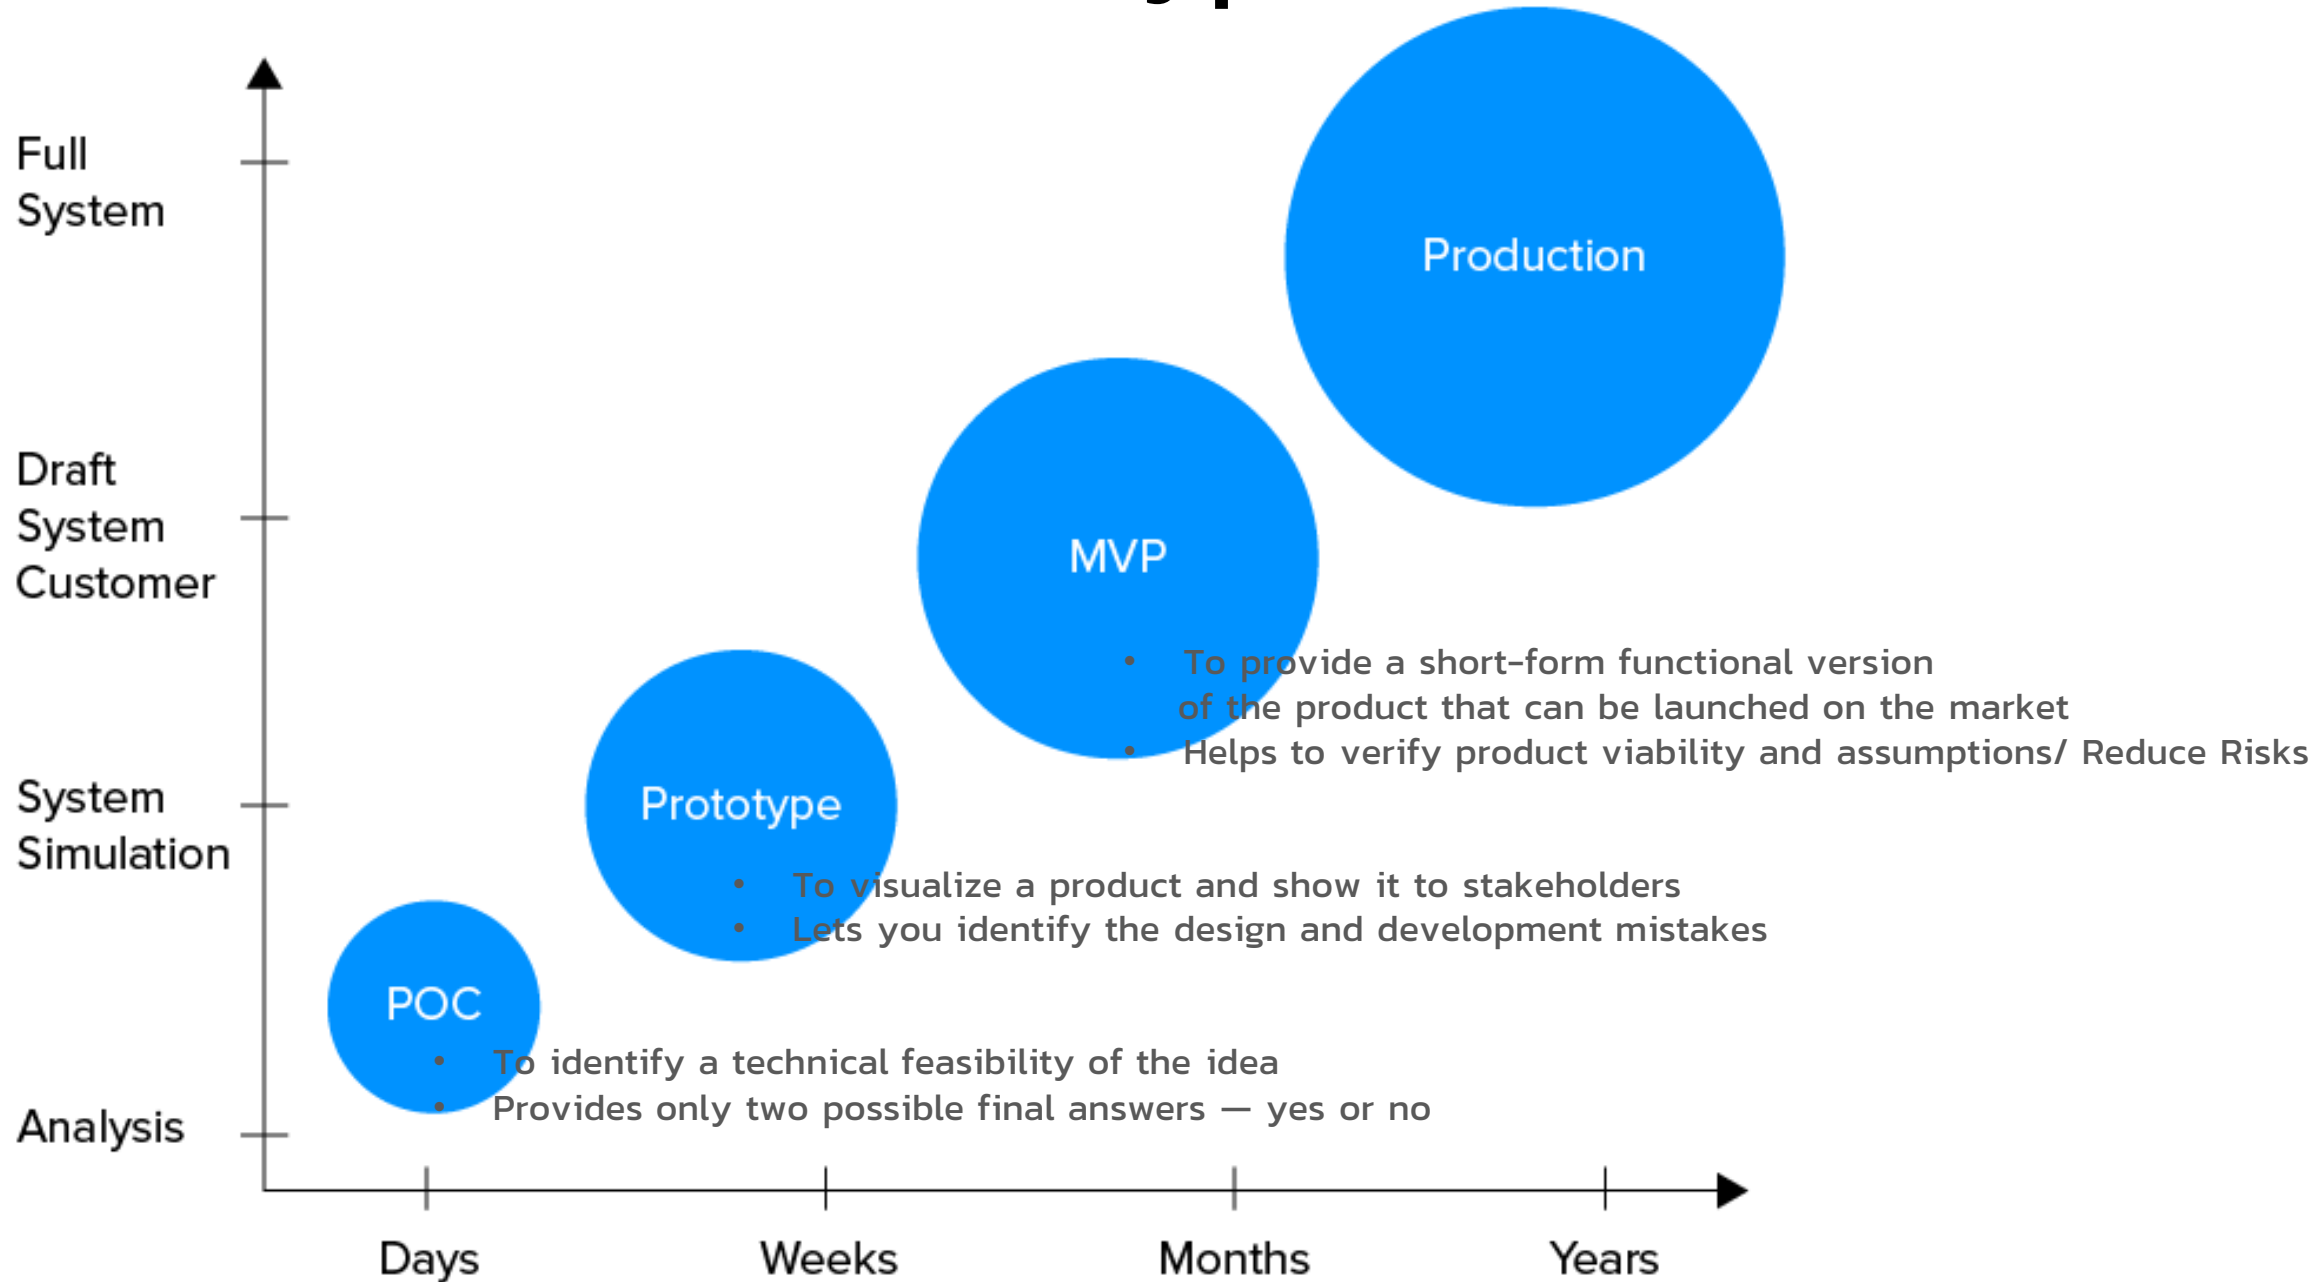 Full
System
Production
Draft
System
Customer
MVP
• To provide a short-form functional version
of the product that can be launched on the market
• Helps to verify product viability and assumptions/ Reduce Risks
System
Simulation
Prototype
• To visualize a product and show it to stakeholders
• Lets you identify the design and development mistakes
POC
• To identify a technical feasibility of the idea
• Provides only two possible final answers — yes or no
Analysis
Days Weeks Months Years